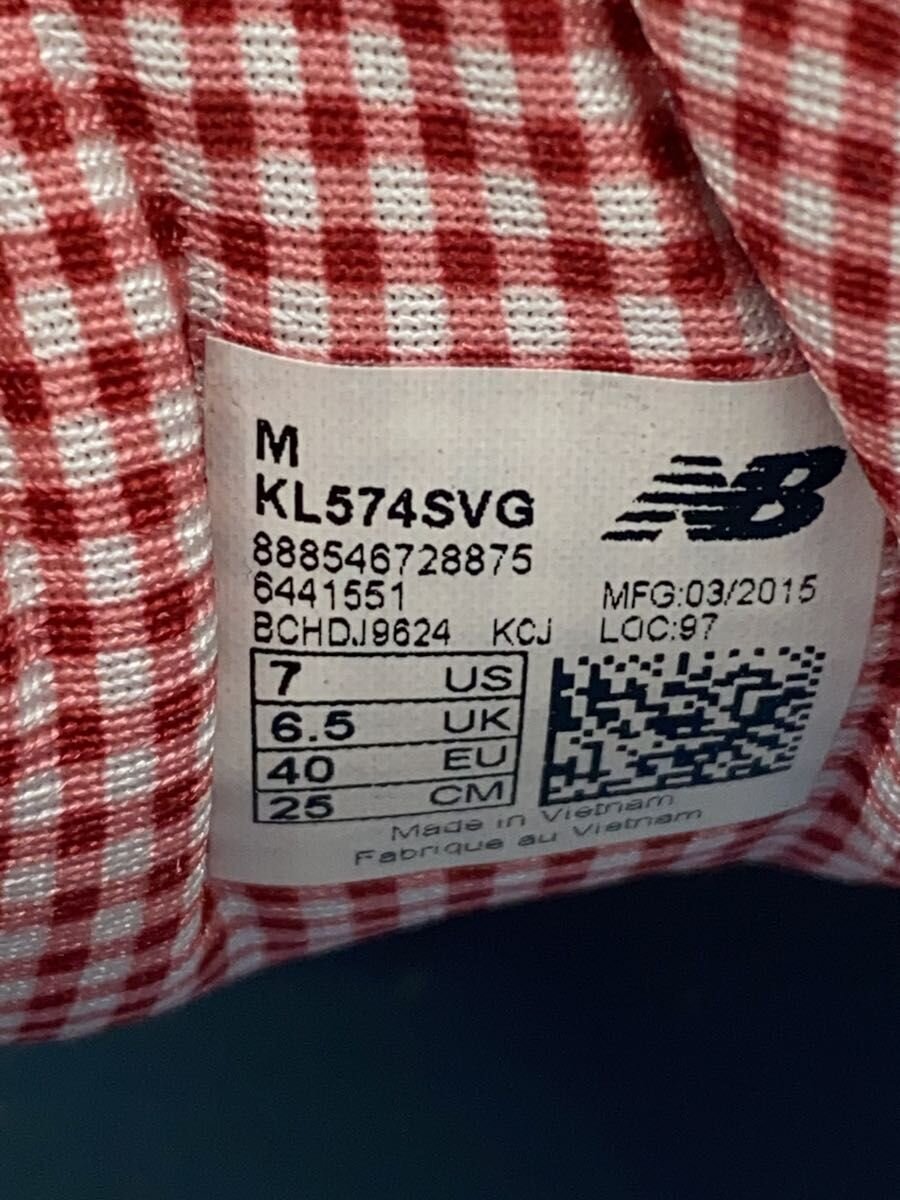 M
KL574SVG
NB
888546728875
6441551
MFG:03/2015
BCHDJ9624 KCJ LOC:97
7 US
6.5 UK
40 EU
25 CM
Made in Vietnam
Fabrique au Vietnam